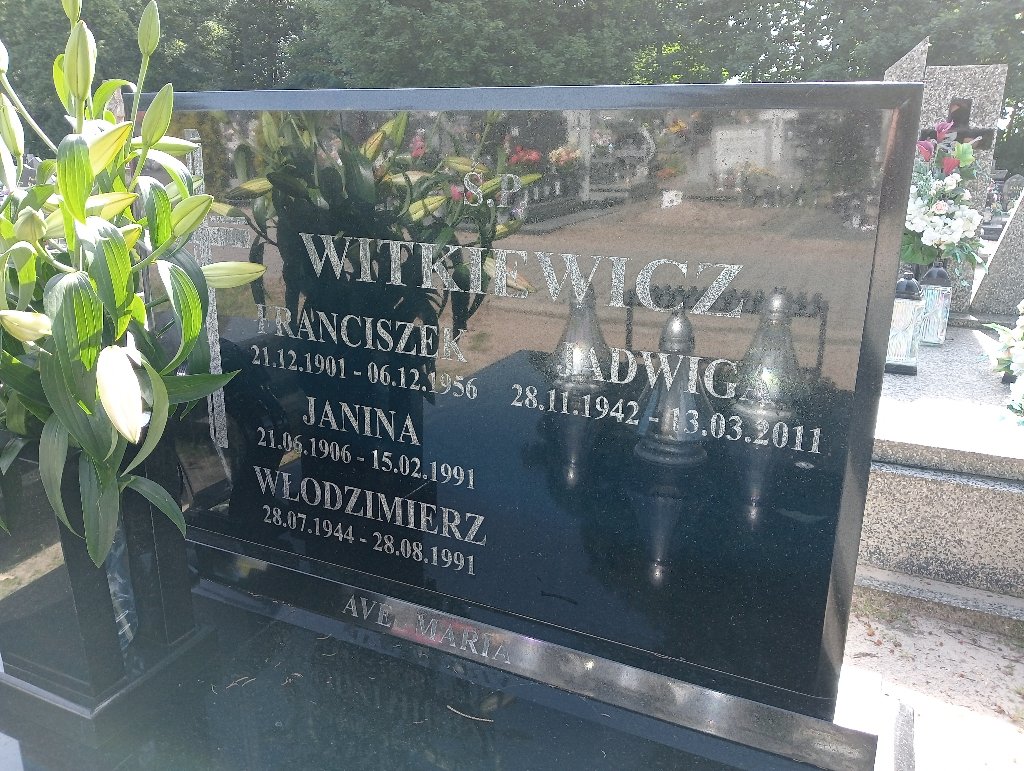 ŚP.
WITKIEWICZ
FRANCISZEK
21.12.1901 - 06.12.1956
JANINA
21.06.1906 - 15.02.1991
WŁODZIMIERZ
28.07.1944 - 28.08.1991
JADWIGA
28.11.1942 - 13.03.2011
AVE MARIA